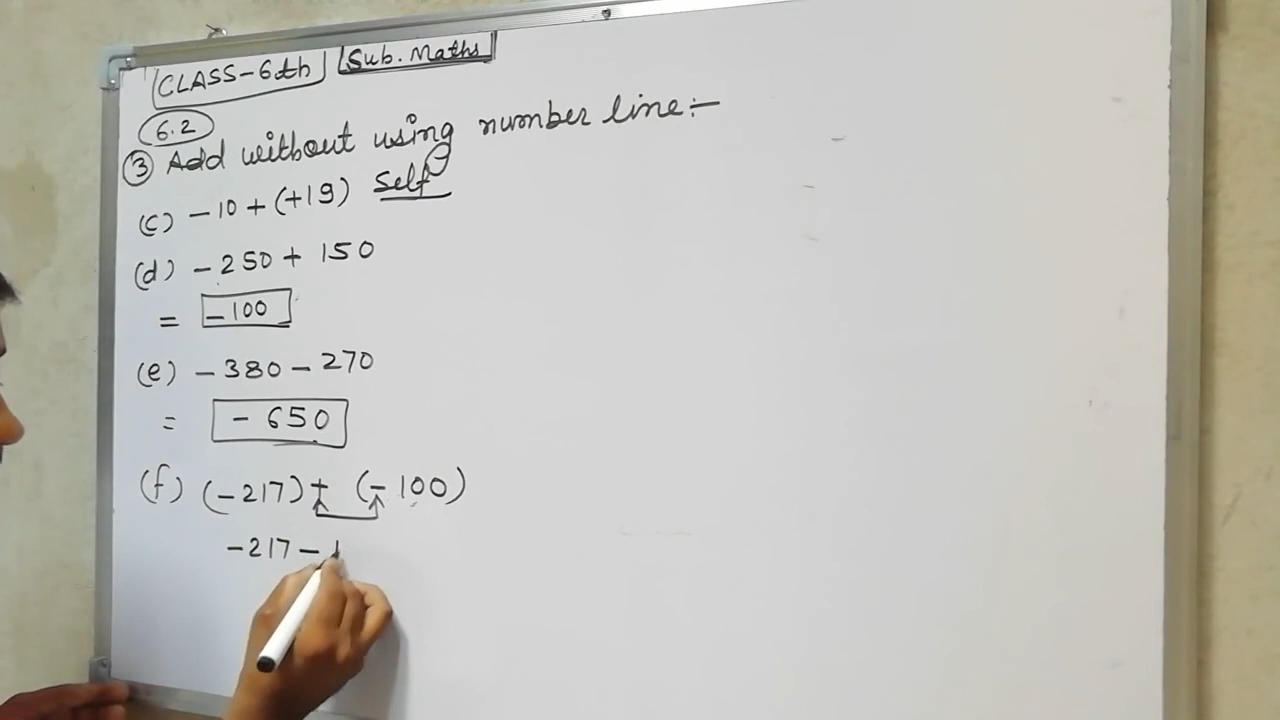 CLASS-6th Sub. Maths
6.2
③ Add without using number line:-
(c) -10 + (+19) Self
(d) -250 + 150
= -100
(e) -380 - 270
= -650
(f) (-217) + (-100)
-217 - 1